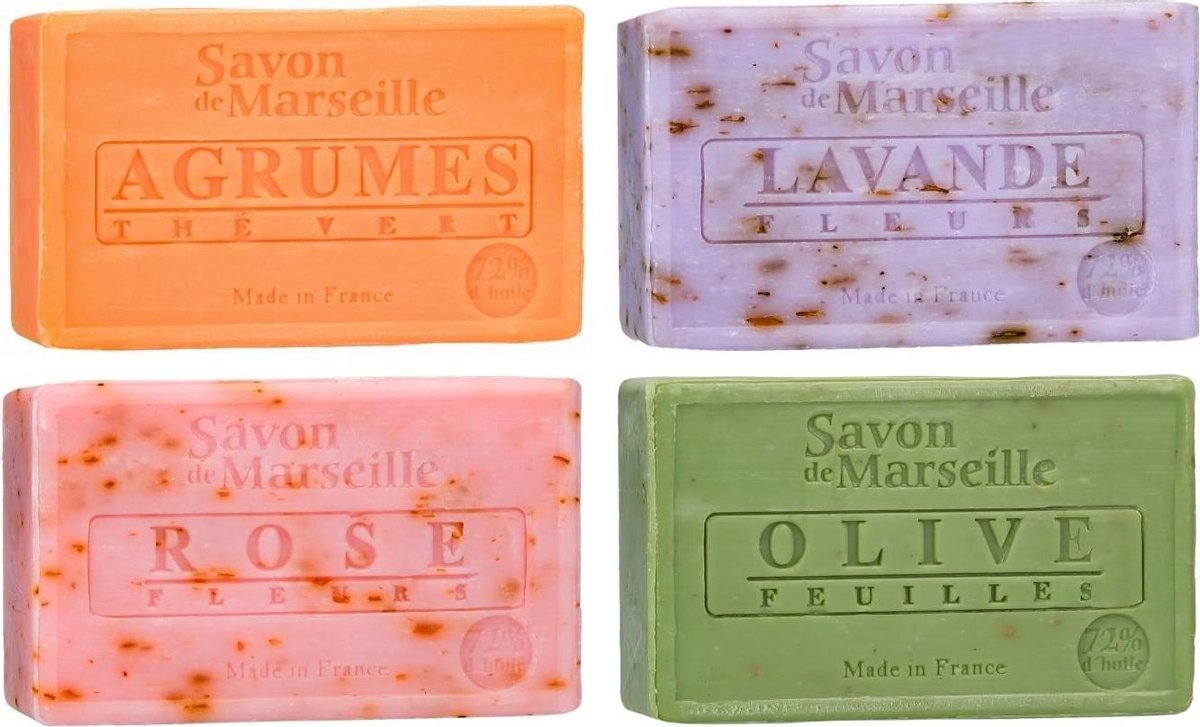 Savon
de Marseille
AGRUMES
THÉ VERT
72%
d'huile
Made in France
Savon
de Marseille
LAVANDE
FLEURS
72%
d'huile
Made in France
Savon
de Marseille
ROSE
FLEURS
72%
d'huile
Made in France
Savon
de Marseille
OLIVE
FEUILLES
72%
d'huile
Made in France